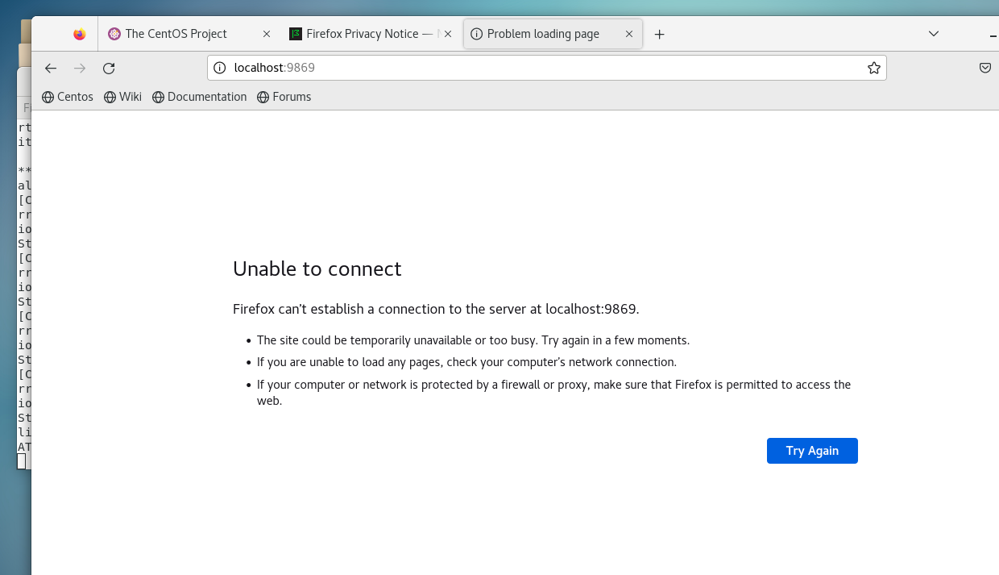 The CentOS Project
Firefox Privacy Notice —
Problem loading page
localhost:9869
Centos
Wiki
Documentation
Forums
Unable to connect
Firefox can't establish a connection to the server at localhost:9869.
• The site could be temporarily unavailable or too busy. Try again in a few moments.
• If you are unable to load any pages, check your computer's network connection.
• If your computer or network is protected by a firewall or proxy, make sure that Firefox is permitted to access the
web.
Try Again
rt
it
**
al
[C
rr
io
St
[C
rr
io
St
[C
rr
io
St
[C
rr
io
St
li
AT